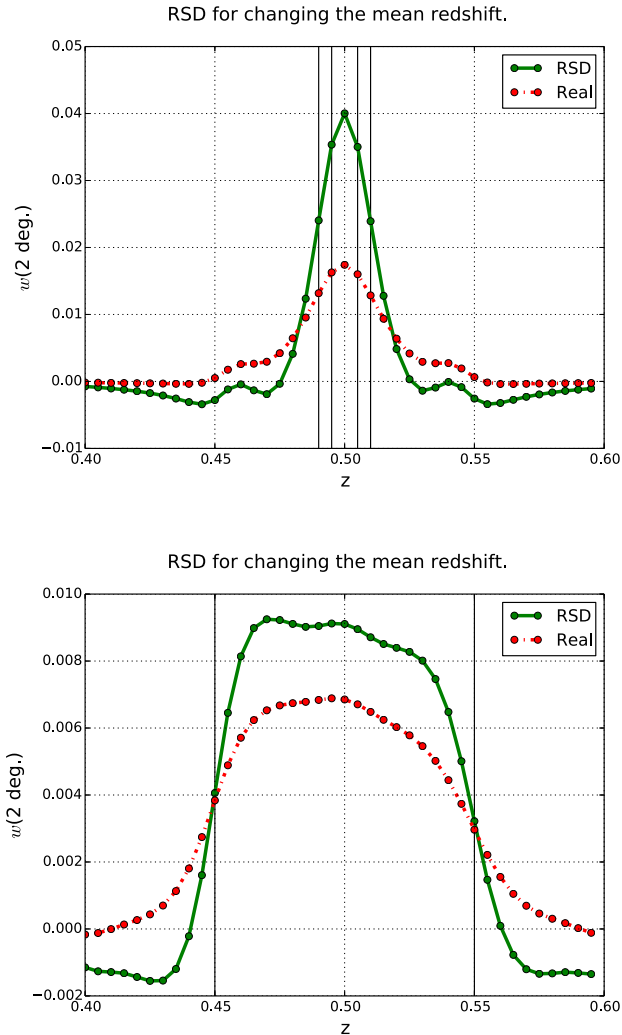 RSD for changing the mean redshift.
0.05
0.04
0.03
0.02
0.01
0.00
−0.01
w(2 deg.)
RSD
Real
0.40
0.45
0.50
0.55
0.60
z
RSD for changing the mean redshift.
0.010
0.008
0.006
0.004
0.002
0.000
−0.002
w(2 deg.)
RSD
Real
0.40
0.45
0.50
0.55
0.60
z